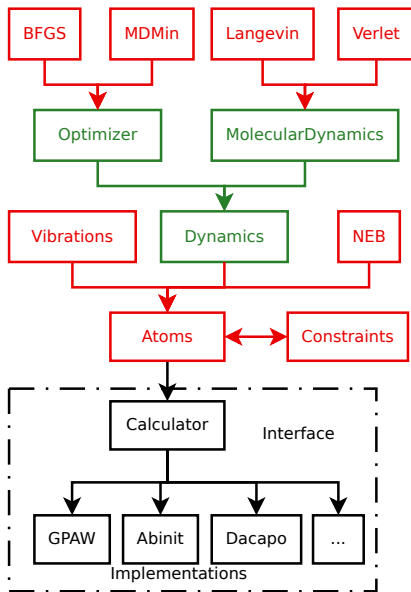 BFGS
MDMin
Langevin
Verlet
Optimizer
MolecularDynamics
Vibrations
Dynamics
NEB
Atoms
Constraints
Calculator
Interface
GPAW
Abinit
Dacapo
...
Implementations